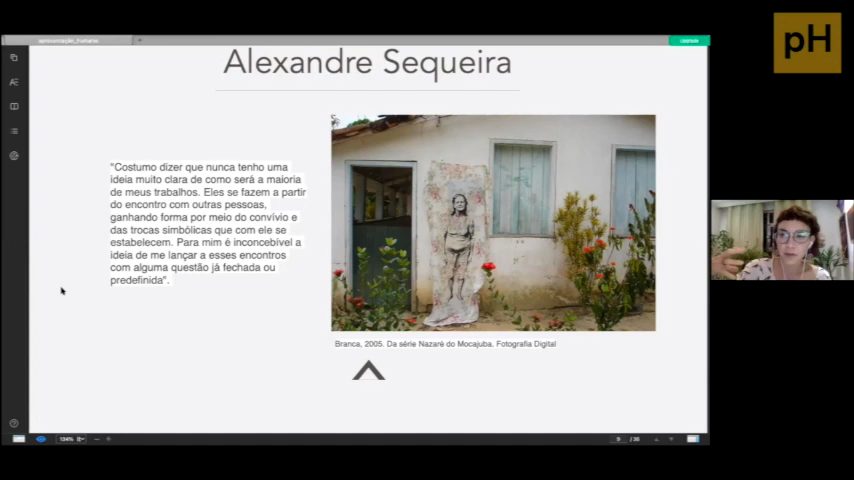 pH
Alexandre Sequeira
"Costumo dizer que nunca tenho uma
ideia muito clara de como será a maioria
de meus trabalhos. Eles se fazem a partir
do encontro com outras pessoas,
ganhando forma por meio do convívio e
das trocas simbólicas que com ele se
estabelecem. Para mim é inconcebível a
ideia de me lançar a esses encontros
com alguma questão já fechada ou
predefinida".
Branca, 2005. Da série Nazaré do Mocajuba. Fotografia Digital
134%
9 / 36